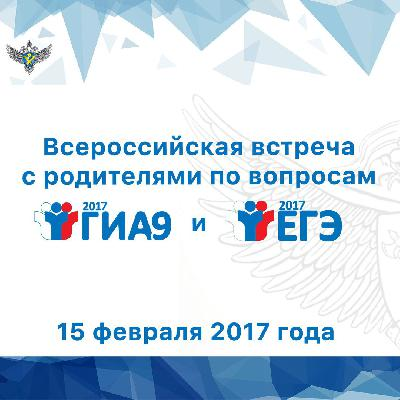 Всероссийская встреча
с родителями по вопросам
2017 ГИА9 и 2017 ЕГЭ
15 февраля 2017 года